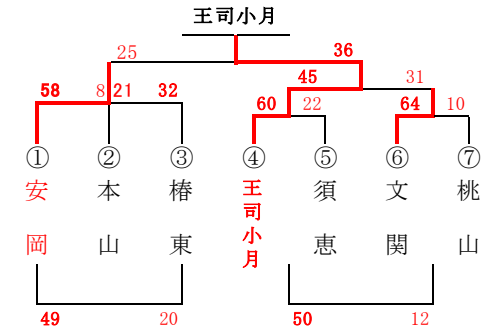 王司小月
25 36
45 31
58 8 21 32 60 22 64 10
① ② ③ ④ ⑤ ⑥ ⑦
安岡
本山
椿東
王司小月
須恵
文関
桃山
49 20 50 12